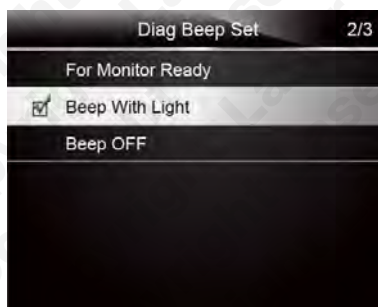 Diag Beep Set 2/3
For Monitor Ready
Beep With Light
Beep OFF